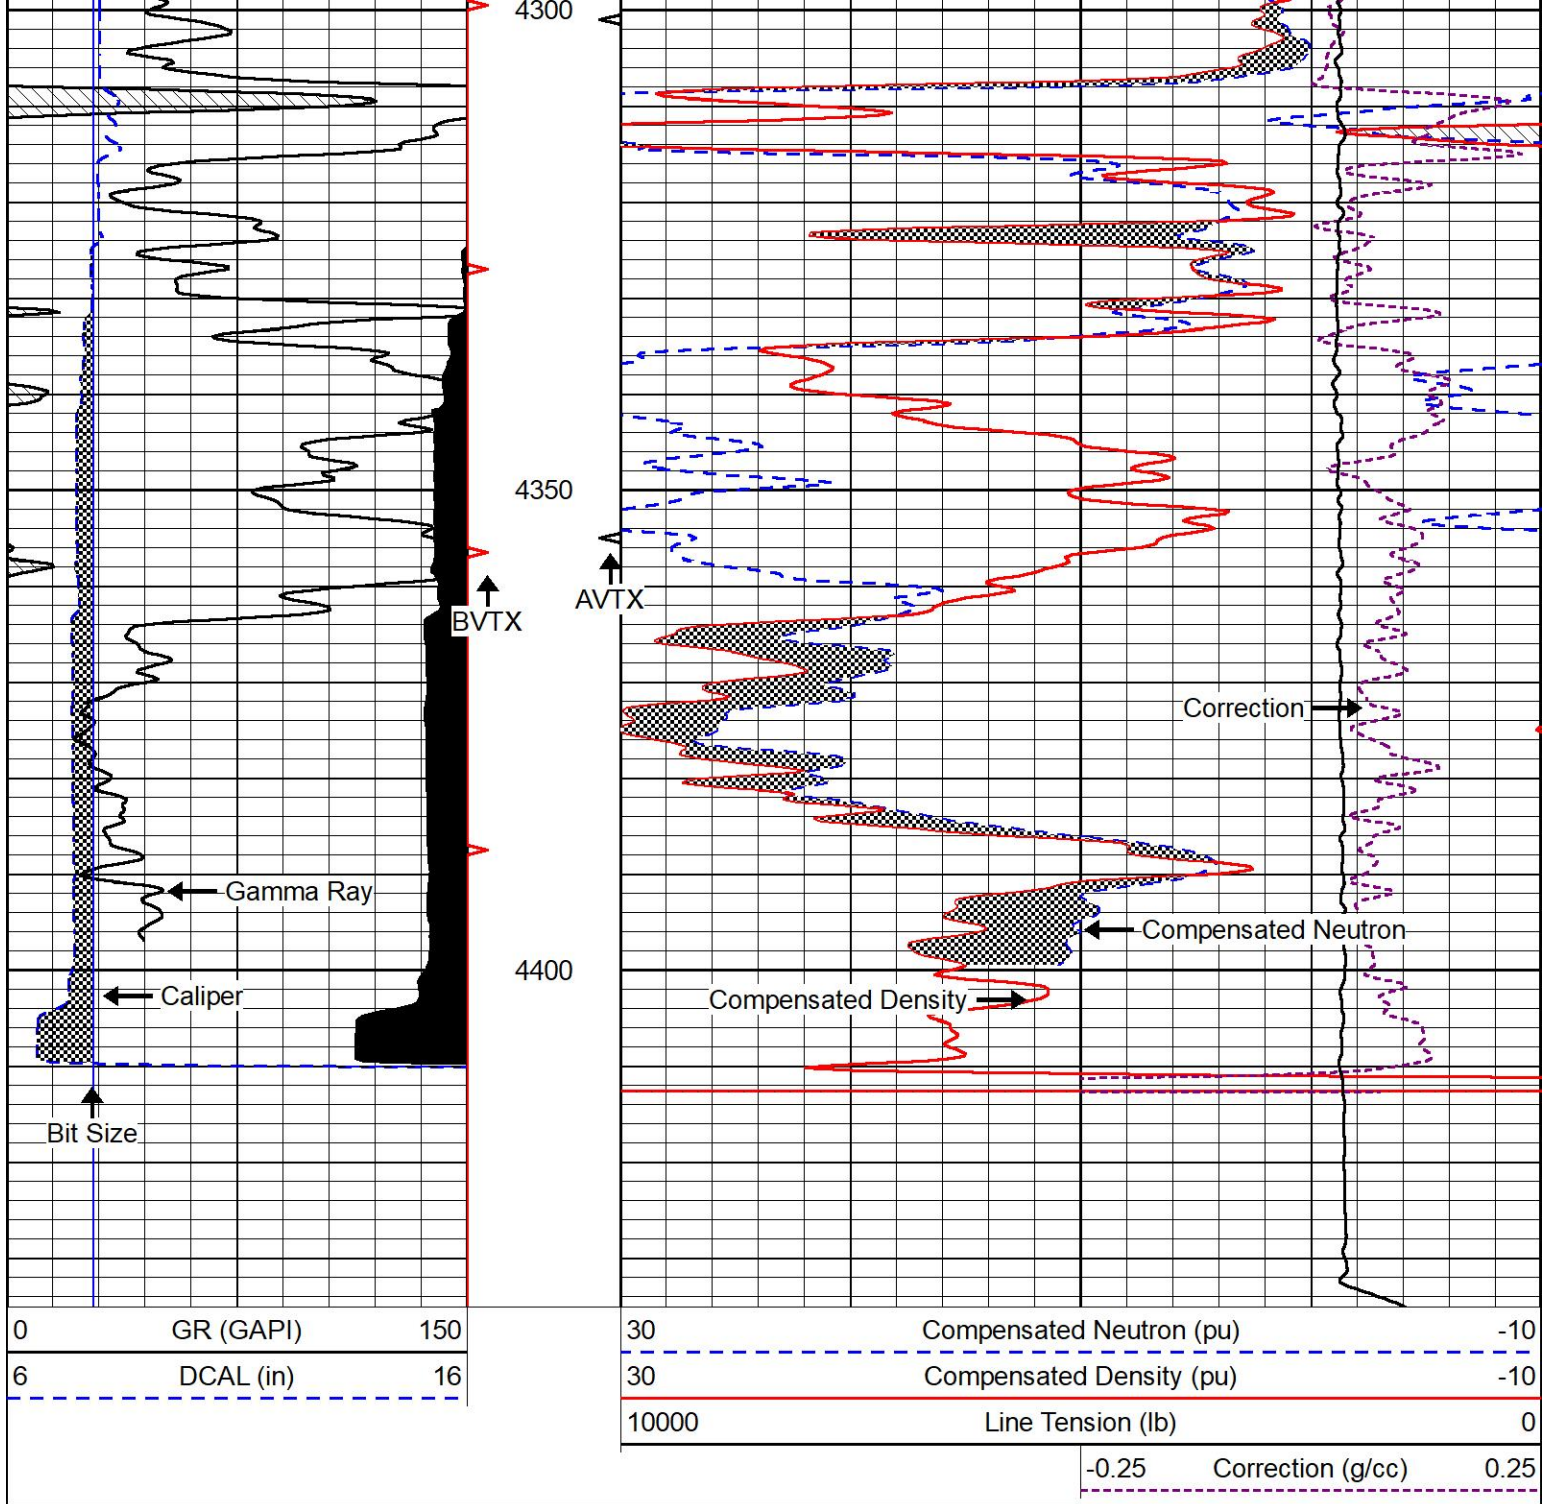 4300
4350
AVTX
BVTX
Correction
Gamma Ray
Compensated Neutron
4400
Caliper
Compensated Density
Bit Size
0 GR (GAPI) 150
30 Compensated Neutron (pu) -10
6 DCAL (in) 16
30 Compensated Density (pu) -10
10000 Line Tension (lb) 0
-0.25 Correction (g/cc) 0.25